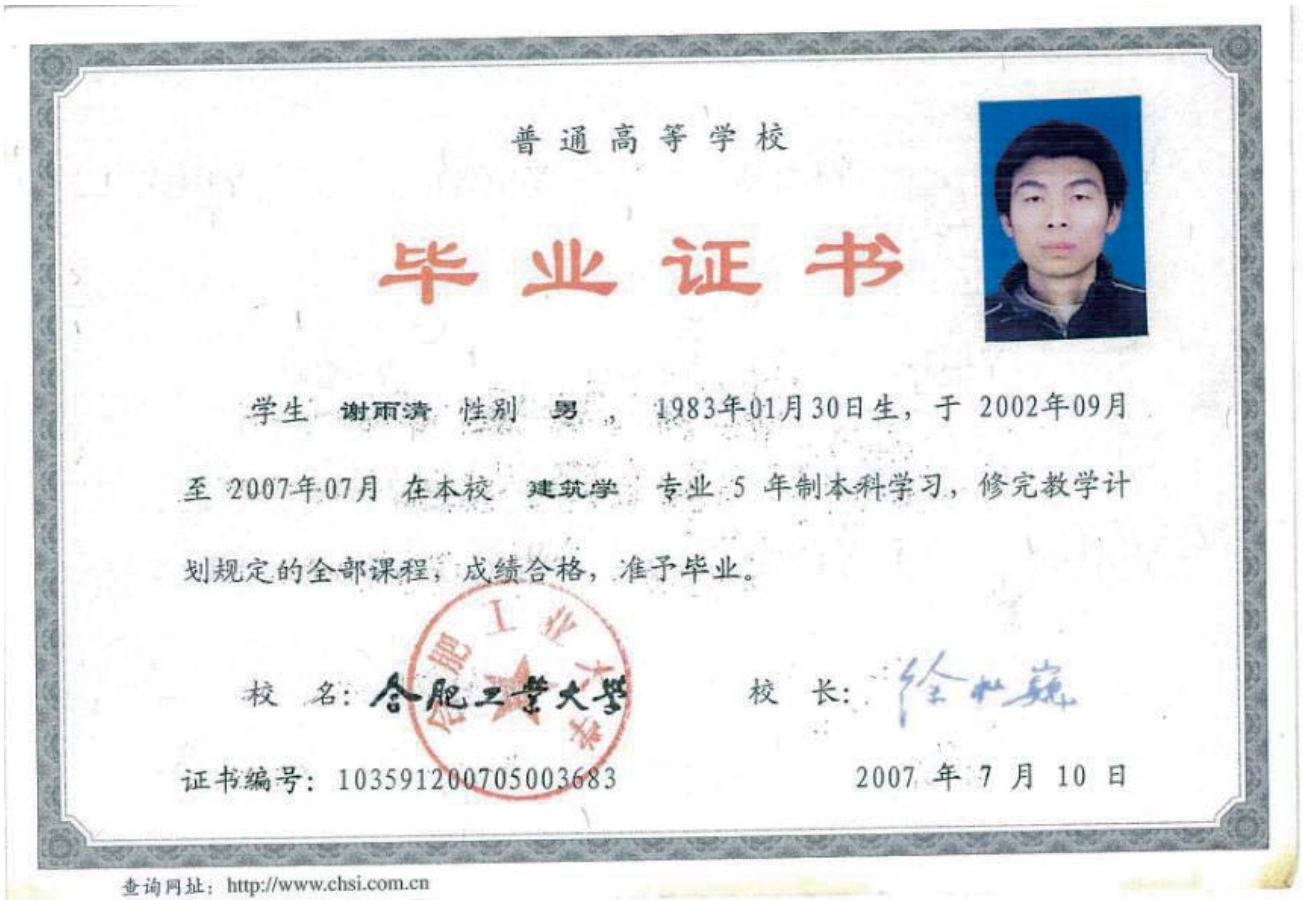 普通高等学校
毕业证书
学生 谢雨清 性别 男 , 1983年01月30日生, 于 2002年09月
至 2007年07月 在本校 建筑学 专业 5 年制本科学习, 修完教学计
划规定的全部课程, 成绩合格, 准予毕业。
合肥工业大学
校 名: 合肥工業大學
校 长:
证书编号: 103591200705003683
2007 年 7 月 10 日
查询网址: http://www.chsi.com.cn